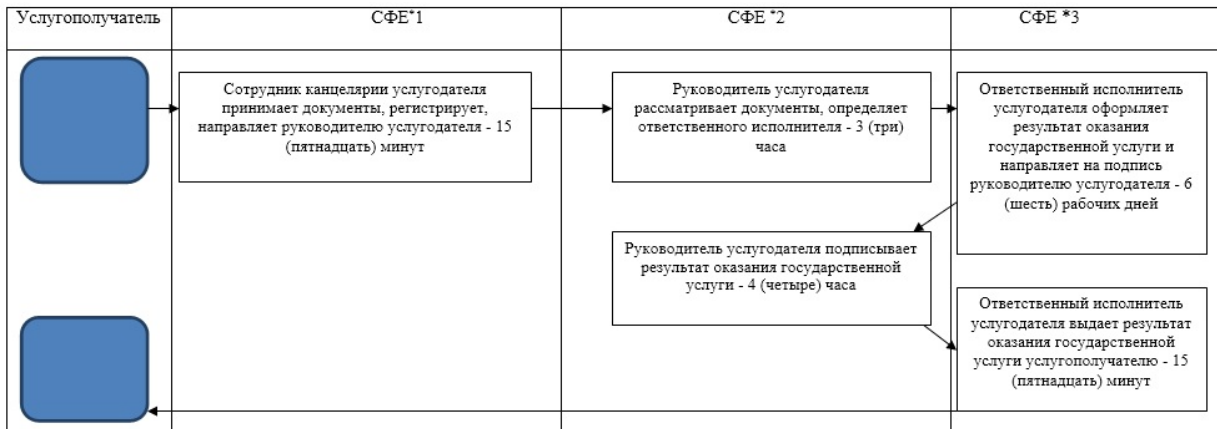 Услугополучатель
СФЕ*1
СФЕ *2
СФЕ *3
Сотрудник канцелярии услугодателя
принимает документы, регистрирует,
направляет руководителю услугодателя - 15
(пятнадцать) минут
Руководитель услугодателя
рассматривает документы, определяет
ответственного исполнителя - 3 (три)
часа
Ответственный исполнитель
услугодателя оформляет
результат оказания
государственной услуги и
направляет на подпись
руководителю услугодателя - 6
(шесть) рабочих дней
Руководитель услугодателя подписывает
результат оказания государственной
услуги - 4 (четыре) часа
Ответственный исполнитель
услугодателя выдает результат
оказания государственной
услуги услугополучателю - 15
(пятнадцать) минут